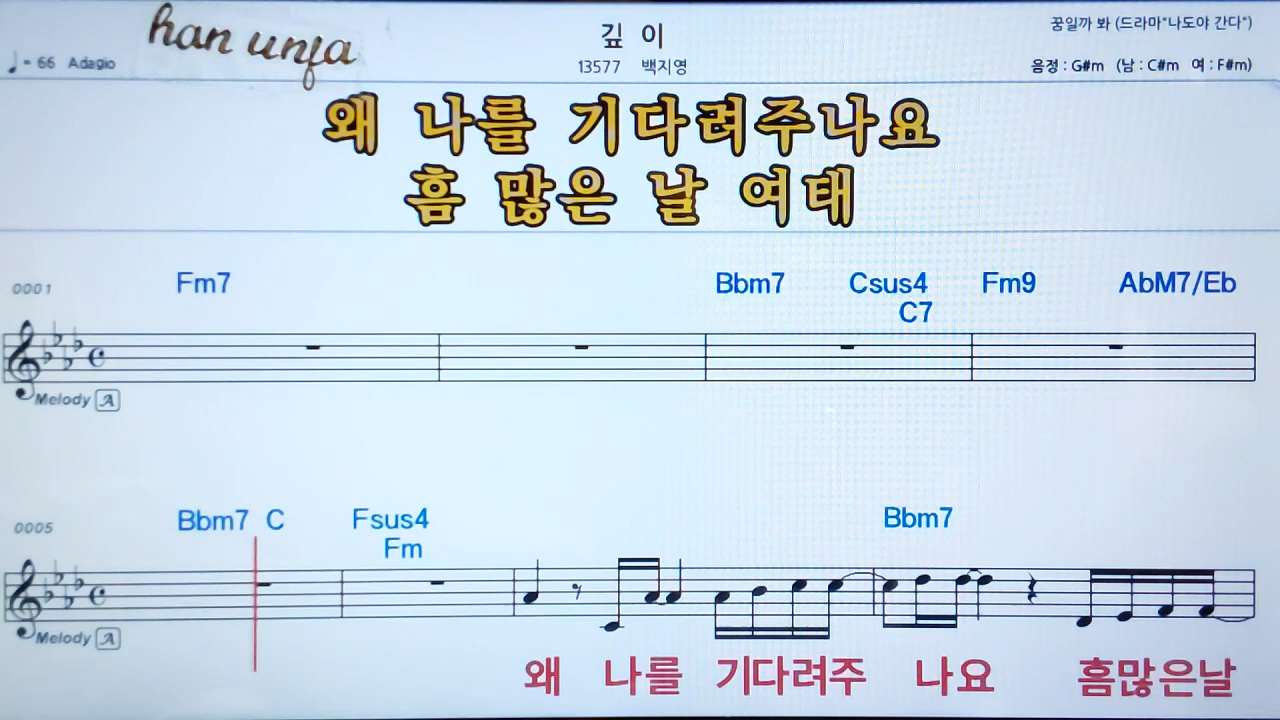 han unja
깊 이
꿈일까 봐 (드라마"나도야 간다")
♩= 66 Adagio
13577 백지영
음정 : G#m (남 : C#m 여 : F#m)
왜 나를 기다려주나요
흠 많은 날 여태
0001 Fm7 Bbm7 Csus4 Fm9 AbM7/Eb
C7
Melody A
0005 Bbm7 C Fsus4 Bbm7
Fm
Melody A
왜 나를 기다려주 나요 흠많은날